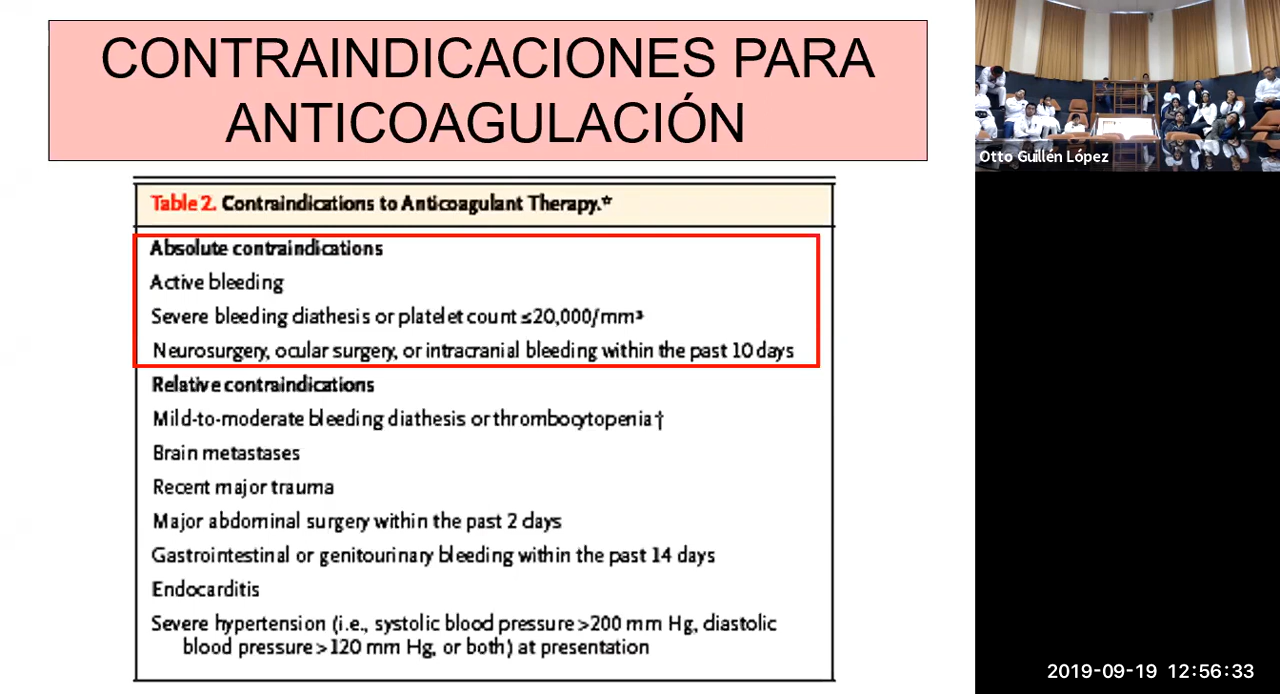 CONTRAINDICACIONES PARA
ANTICOAGULACIÓN
Table 2. Contraindications to Anticoagulant Therapy.*
Absolute contraindications
Active bleeding
Severe bleeding diathesis or platelet count ≤20,000/mm³
Neurosurgery, ocular surgery, or intracranial bleeding within the past 10 days
Relative contraindications
Mild-to-moderate bleeding diathesis or thrombocytopenia†
Brain metastases
Recent major trauma
Major abdominal surgery within the past 2 days
Gastrointestinal or genitourinary bleeding within the past 14 days
Endocarditis
Severe hypertension (i.e., systolic blood pressure >200 mm Hg, diastolic
blood pressure >120 mm Hg, or both) at presentation
Otto Guillén López
2019-09-19 12:56:33